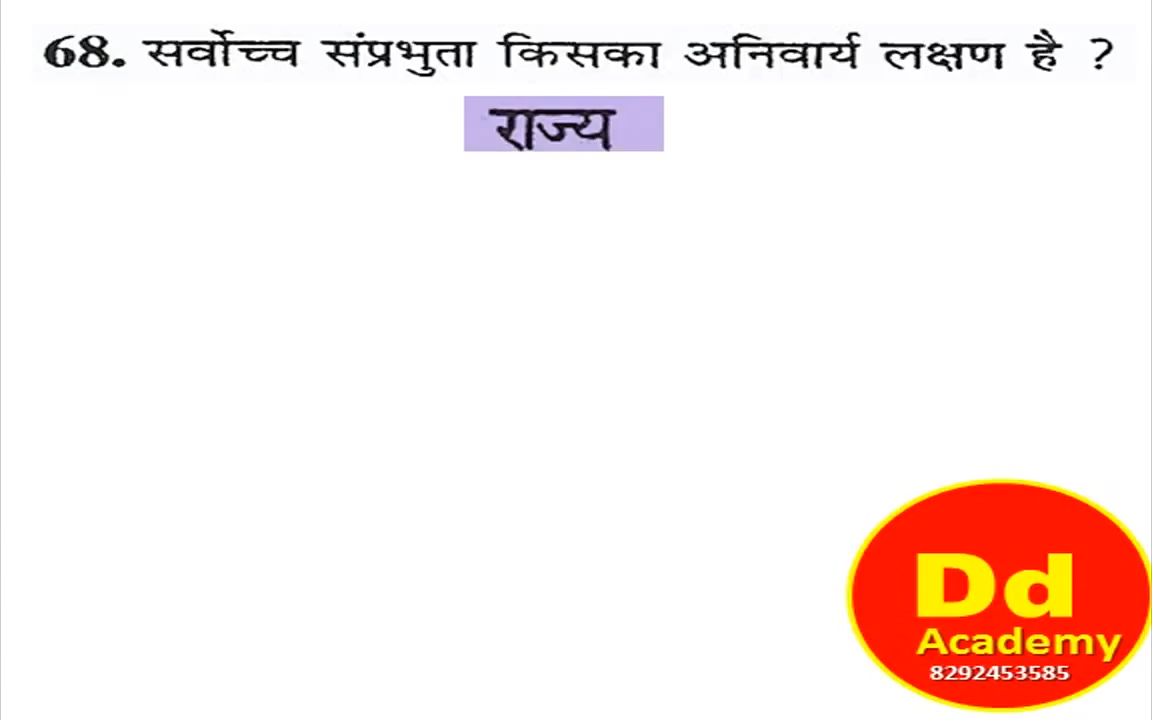 68. सर्वोच्च संप्रभुता किसका अनिवार्य लक्षण है ?
राज्य
Dd
Academy
8292453585